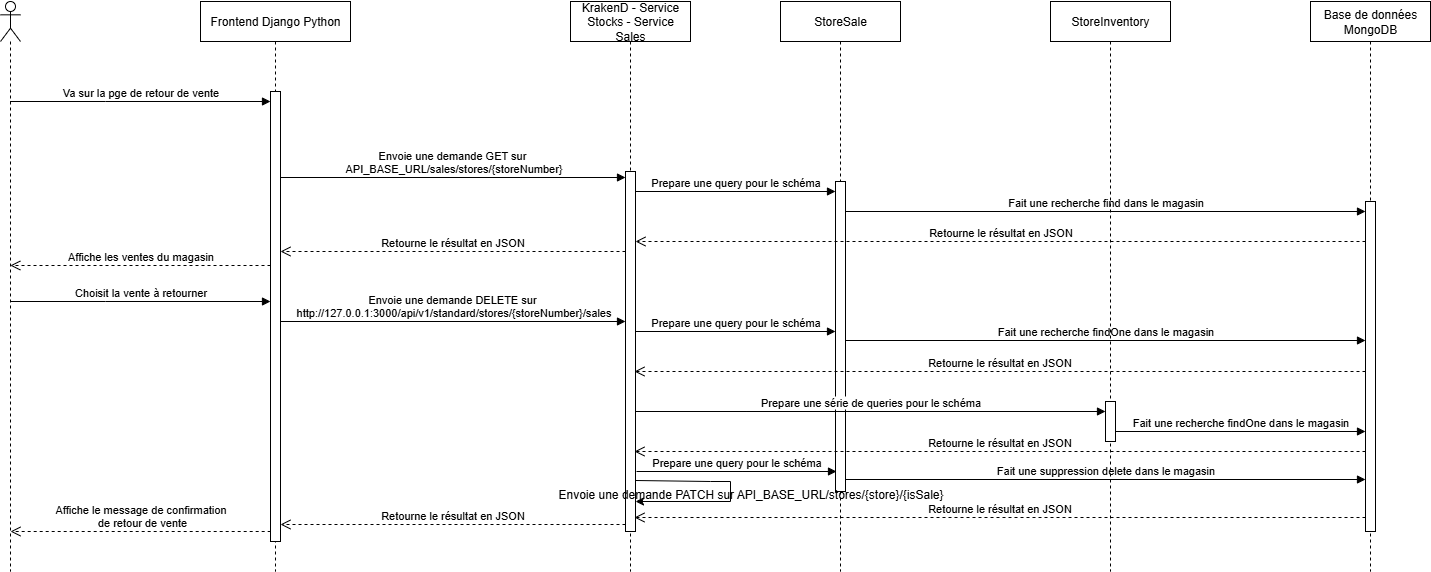 Frontend Django Python
KrakenD - Service
Stocks - Service
Sales
StoreSale
StoreInventory
Base de données
MongoDB
Va sur la pge de retour de vente
Envoie une demande GET sur
API_BASE_URL/sales/stores/{storeNumber}
Prepare une query pour le schéma
Fait une recherche find dans le magasin
Retourne le résultat en JSON
Retourne le résultat en JSON
Affiche les ventes du magasin
Choisit la vente à retourner
Envoie une demande DELETE sur
http://127.0.0.1:3000/api/v1/standard/stores/{storeNumber}/sales
Prepare une query pour le schéma
Fait une recherche findOne dans le magasin
Retourne le résultat en JSON
Prepare une série de queries pour le schéma
Fait une recherche findOne dans le magasin
Retourne le résultat en JSON
Prepare une query pour le schéma
Fait une suppression delete dans le magasin
Envoie une demande PATCH sur API_BASE_URL/stores/{store}/{isSale}
Retourne le résultat en JSON
Retourne le résultat en JSON
Affiche le message de confirmation
de retour de vente